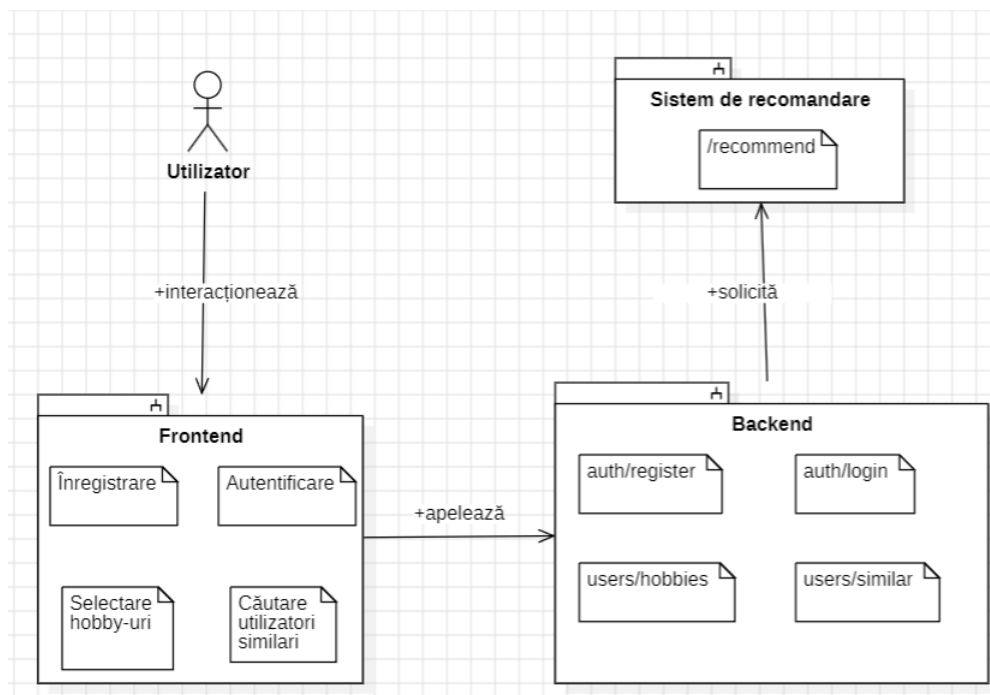 Utilizator
+interacționează
Sistem de recomandare
/recommend
+solicită
Frontend
Înregistrare
Autentificare
Selectare
hobby-uri
Căutare
utilizatori
similari
+apelează
Backend
auth/register
auth/login
users/hobbies
users/similar